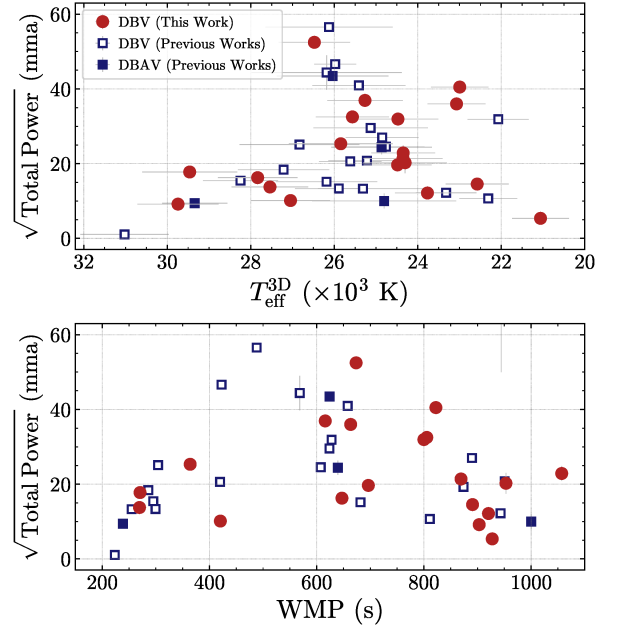 60
40
20
0
√Total Power (mma)
DBV (This Work)
DBV (Previous Works)
DBAV (Previous Works)
32
30
28
26
24
22
20
T_eff^3D (×10³ K)
60
40
20
0
√Total Power (mma)
200
400
600
800
1000
WMP (s)